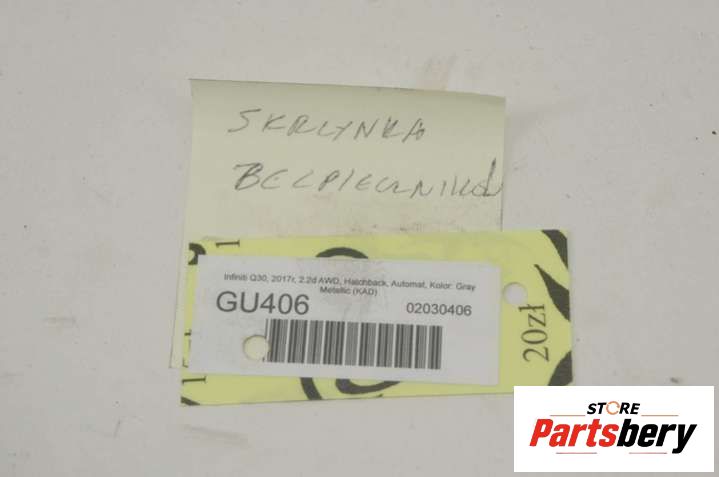 SKRZYNKA
BEZPIECZNIKÓW
Infiniti Q30, 2017r, 2.2d AWD, Hatchback, Automat, Kolor: Gray
Metallic (KAD)
GU406
02030406
20zł
STORE
Partsbery